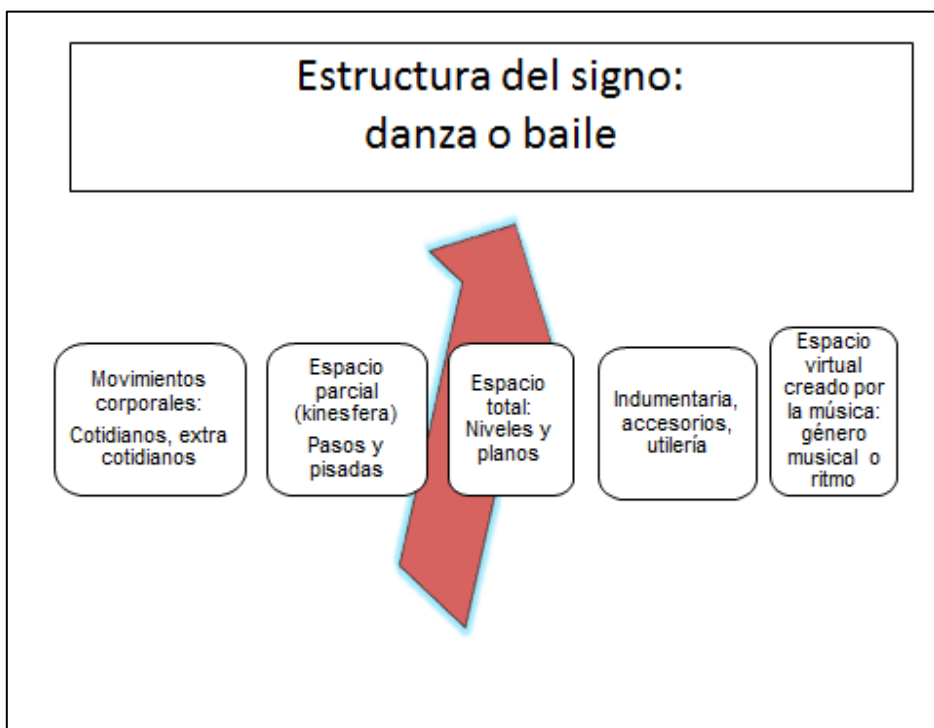 Estructura del signo:
danza o baile
Movimientos
corporales:
Cotidianos, extra
cotidianos
Espacio
parcial
(kinesfera)
Pasos y
pisadas
Espacio
total:
Niveles y
planos
Indumentaria,
accesorios,
utilería
Espacio
virtual
creado por
la música:
género
musical o
ritmo